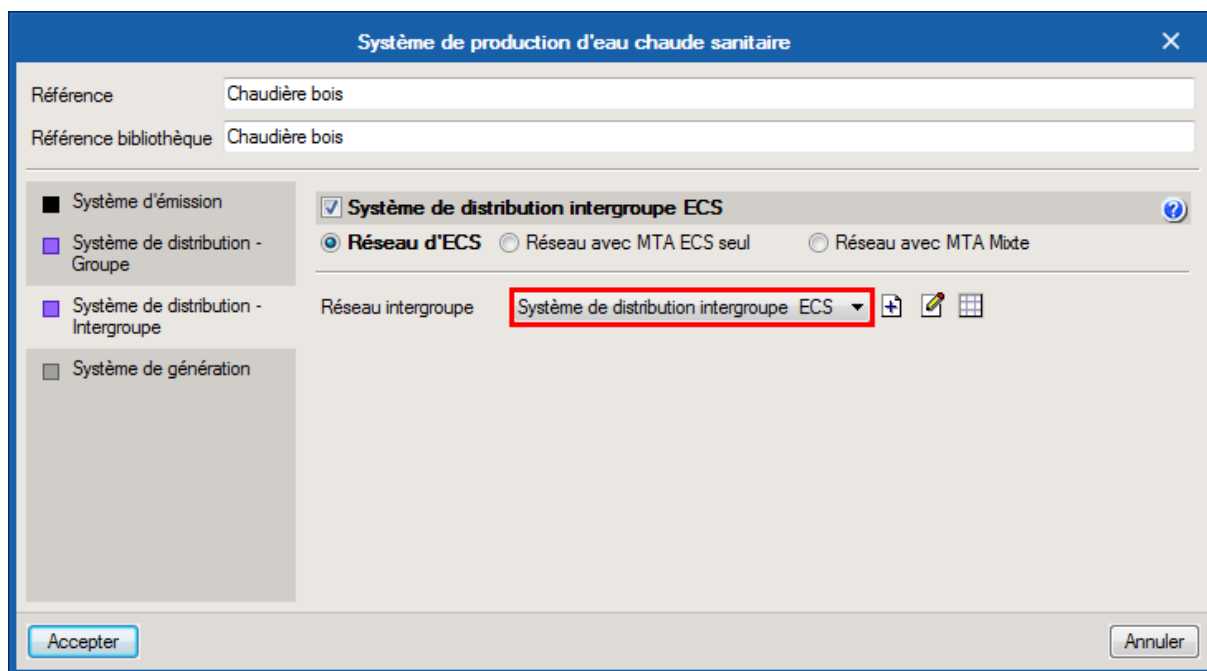 Système de production d'eau chaude sanitaire
Référence Chaudière bois
Référence bibliothèque Chaudière bois
Système d'émission
Système de distribution -
Groupe
Système de distribution -
Intergroupe
Système de génération
Système de distribution intergroupe ECS
Réseau d'ECS Réseau avec MTA ECS seul Réseau avec MTA Mixte
Réseau intergroupe Système de distribution intergroupe ECS
Accepter Annuler